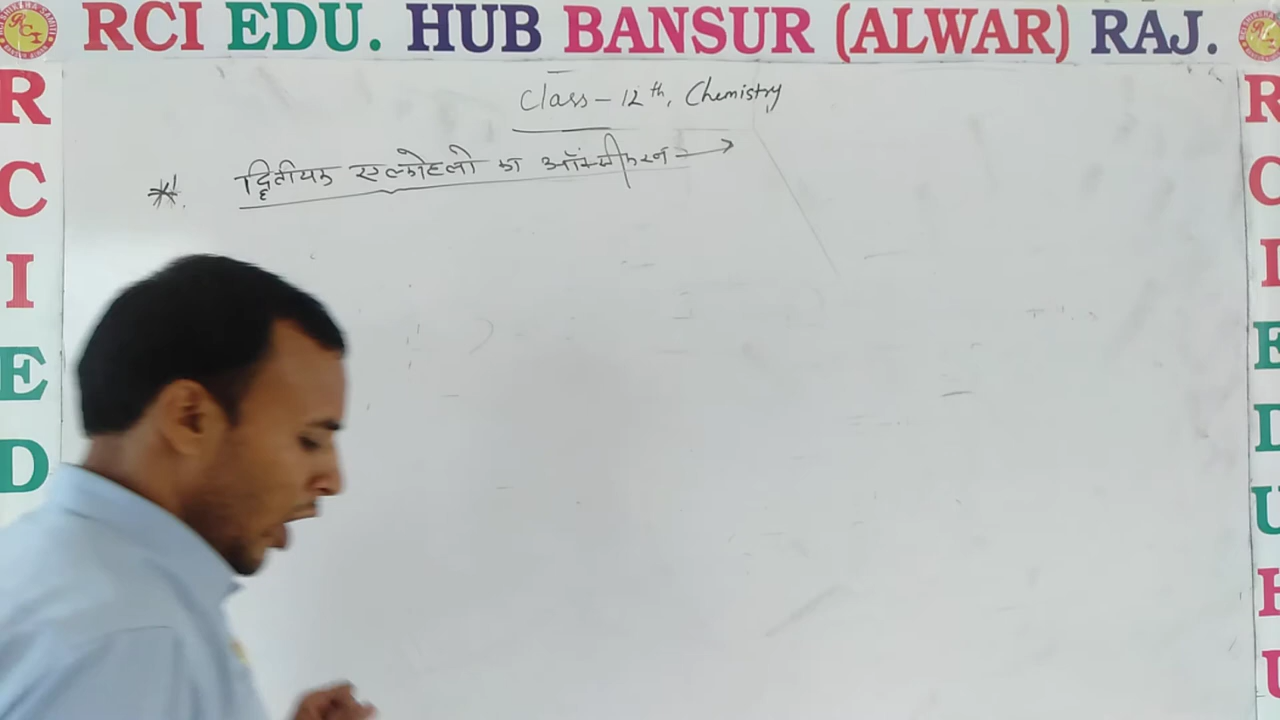 RCI EDU. HUB BANSUR (ALWAR) RAJ.
Class - 12th, Chemistry
*. द्वितीयक एल्कोहलो का ऑक्सीकरण →
R
C
I
E
D
R
C
I
E
D
U
H
U